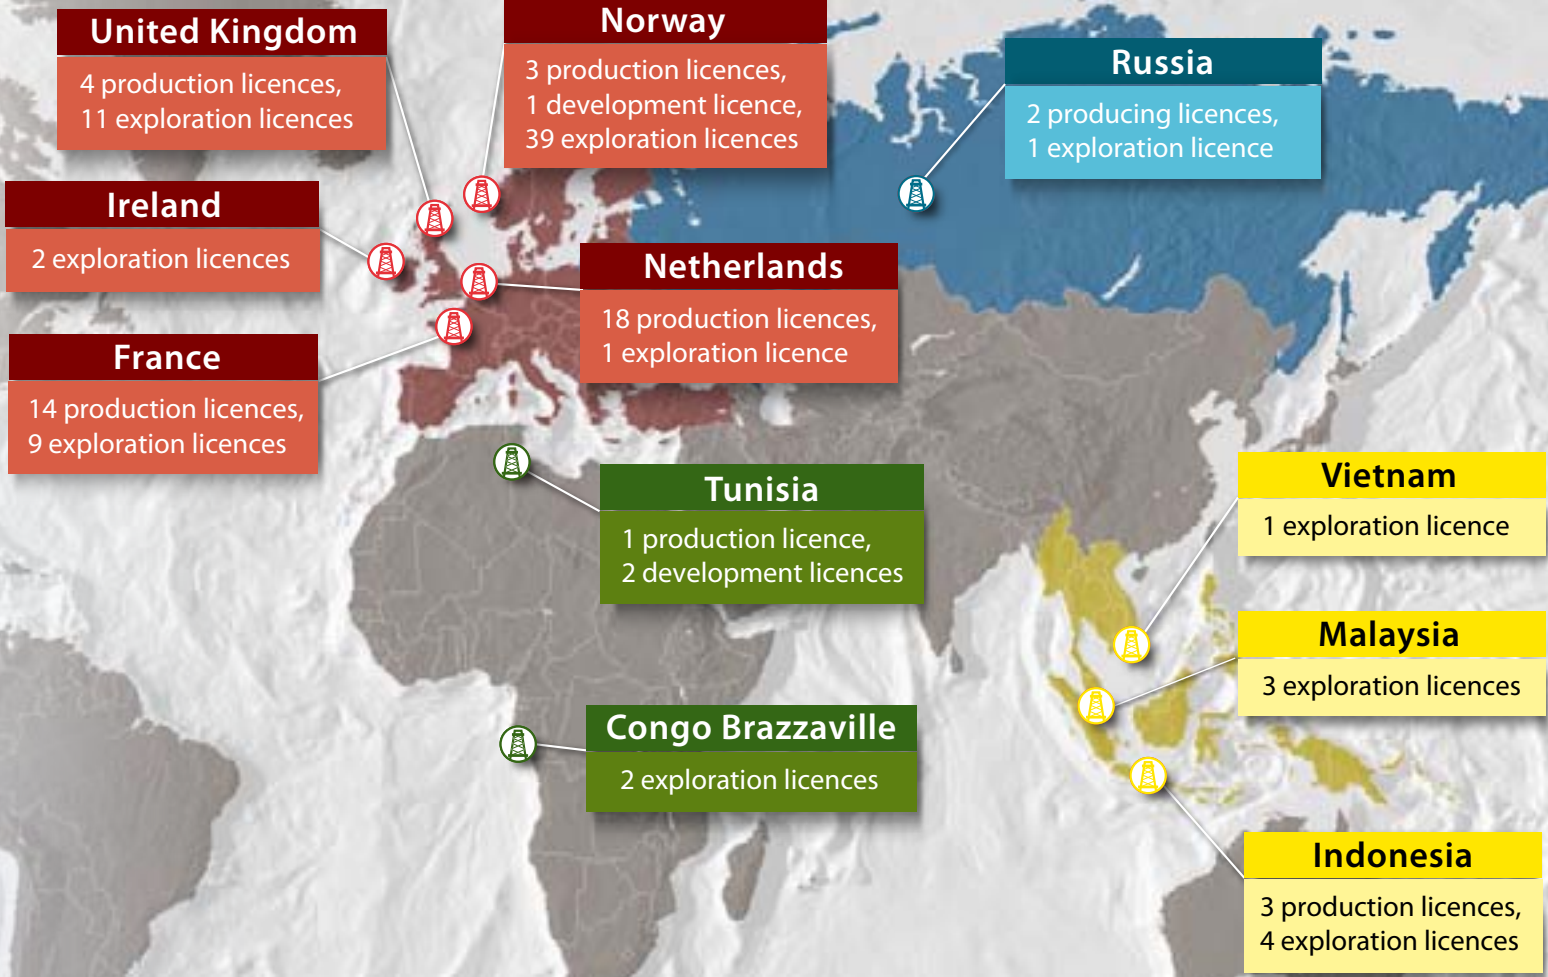 United Kingdom
4 production licences,
11 exploration licences
Norway
3 production licences,
1 development licence,
39 exploration licences
Russia
2 producing licences,
1 exploration licence
Ireland
2 exploration licences
Netherlands
18 production licences,
1 exploration licence
France
14 production licences,
9 exploration licences
Tunisia
1 production licence,
2 development licences
Vietnam
1 exploration licence
Malaysia
3 exploration licences
Congo Brazzaville
2 exploration licences
Indonesia
3 production licences,
4 exploration licences